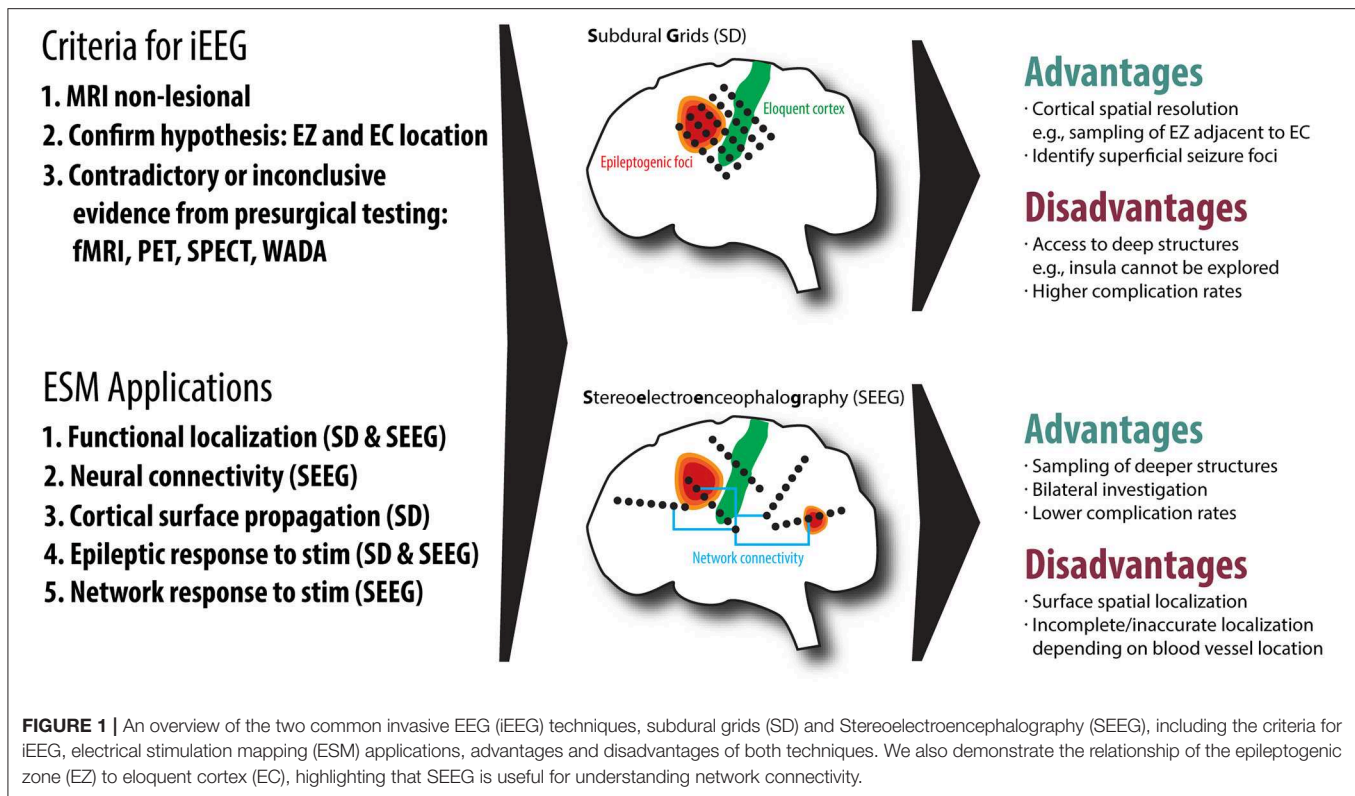 Criteria for iEEG
1. MRI non-lesional
2. Confirm hypothesis: EZ and EC location
3. Contradictory or inconclusive
evidence from presurgical testing:
fMRI, PET, SPECT, WADA
ESM Applications
1. Functional localization (SD & SEEG)
2. Neural connectivity (SEEG)
3. Cortical surface propagation (SD)
4. Epileptic response to stim (SD & SEEG)
5. Network response to stim (SEEG)
Subdural Grids (SD)
Eloquent cortex
Epileptogenic foci
Stereoelectroenceophalography (SEEG)
Network connectivity
Advantages
· Cortical spatial resolution
e.g., sampling of EZ adjacent to EC
· Identify superficial seizure foci
Disadvantages
· Access to deep structures
e.g., insula cannot be explored
· Higher complication rates
Advantages
· Sampling of deeper structures
· Bilateral investigation
· Lower complication rates
Disadvantages
· Surface spatial localization
· Incomplete/inaccurate localization
depending on blood vessel location
FIGURE 1 | An overview of the two common invasive EEG (iEEG) techniques, subdural grids (SD) and Stereoelectroencephalography (SEEG), including the criteria for
iEEG, electrical stimulation mapping (ESM) applications, advantages and disadvantages of both techniques. We also demonstrate the relationship of the epileptogenic
zone (EZ) to eloquent cortex (EC), highlighting that SEEG is useful for understanding network connectivity.